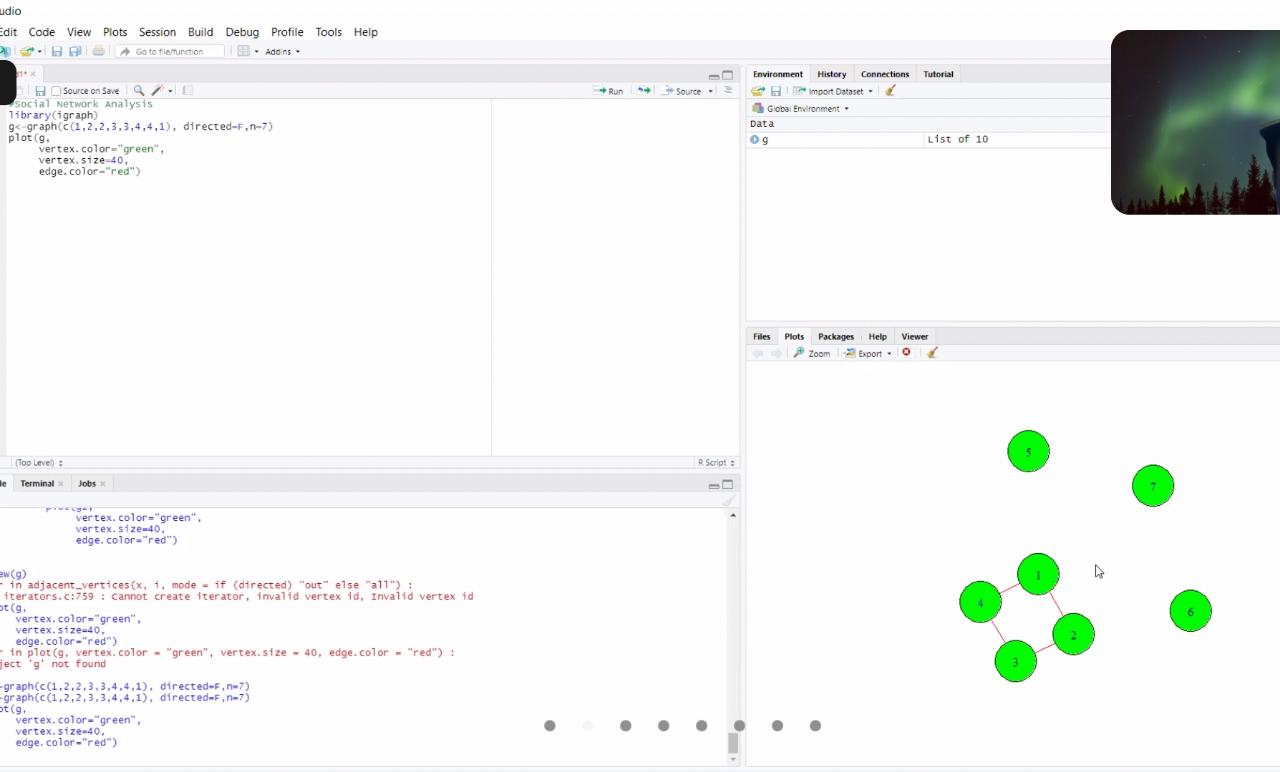 udio
Edit Code View Plots Session Build Debug Profile Tools Help
Go to file/function Addins
Source on Save Run Source
#Social Network Analysis
library(igraph)
g<-graph(c(1,2,2,3,3,4,4,1), directed=F,n=7)
plot(g,
vertex.color="green",
vertex.size=40,
edge.color="red")
(Top Level) R Script
Terminal Jobs
vertex.color="green",
vertex.size=40,
edge.color="red")
ew(g)
r in adjacent_vertices(x, i, mode = if (directed) "out" else "all") :
iterators.c:759 : Cannot create iterator, invalid vertex id, Invalid vertex id
ot(g,
vertex.color="green",
vertex.size=40,
edge.color="red")
r in plot(g, vertex.color = "green", vertex.size = 40, edge.color = "red") :
ject 'g' not found
-graph(c(1,2,2,3,3,4,4,1), directed=F,n=7)
-graph(c(1,2,2,3,3,4,4,1), directed=F,n=7)
ot(g,
vertex.color="green",
vertex.size=40,
edge.color="red")
Environment History Connections Tutorial
Import Dataset
Global Environment
Data
g List of 10
Files Plots Packages Help Viewer
Zoom Export
5
7
1
4
6
2
3